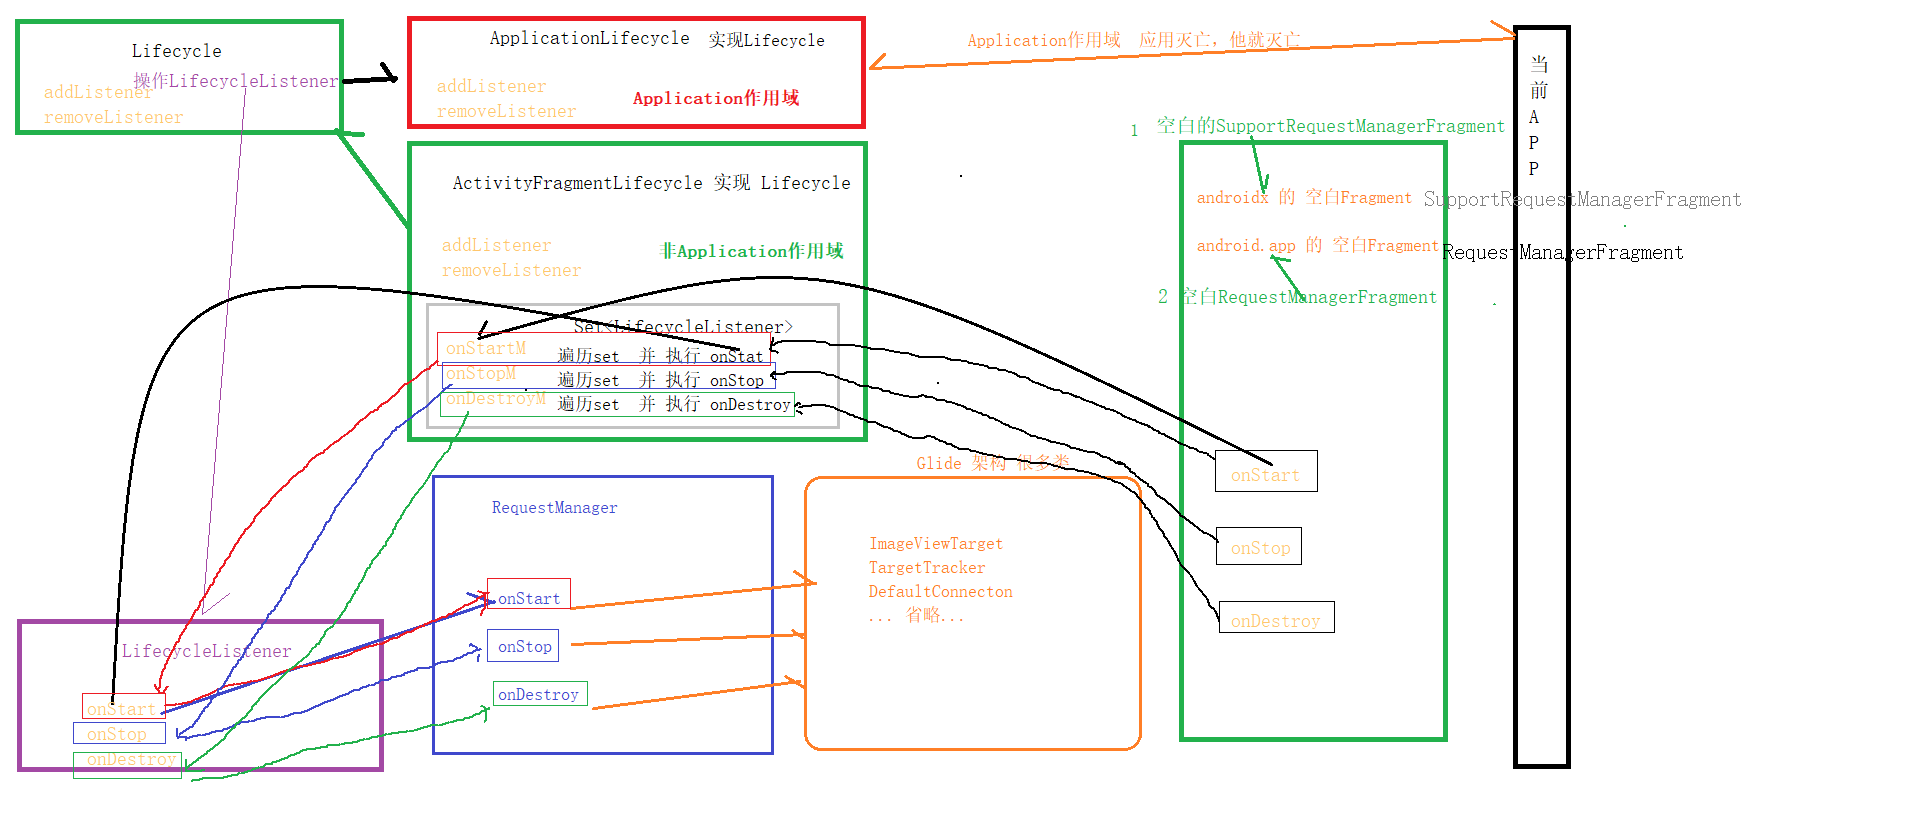 Lifecycle
操作LifecycleListener
addListener
removeListener
ApplicationLifecycle 实现Lifecycle
addListener
removeListener
Application作用域
Application作用域 应用灭亡，他就灭亡
当
前
A
P
P
ActivityFragmentLifecycle 实现 Lifecycle
addListener
removeListener
非Application作用域
Set<LifecycleListener>
onStartM 遍历set 并 执行 onStat
onStopM 遍历set 并 执行 onStop
onDestroyM 遍历set 并 执行 onDestroy
1 空白的SupportRequestManagerFragment
androidx 的 空白Fragment SupportRequestManagerFragment
android.app 的 空白Fragment RequestManagerFragment
2 空白RequestManagerFragment
onStart
onStop
onDestroy
RequestManager
onStart
onStop
onDestroy
Glide 架构 很多类
ImageViewTarget
TargetTracker
DefaultConnecton
... 省略...
LifecycleListener
onStart
onStop
onDestroy